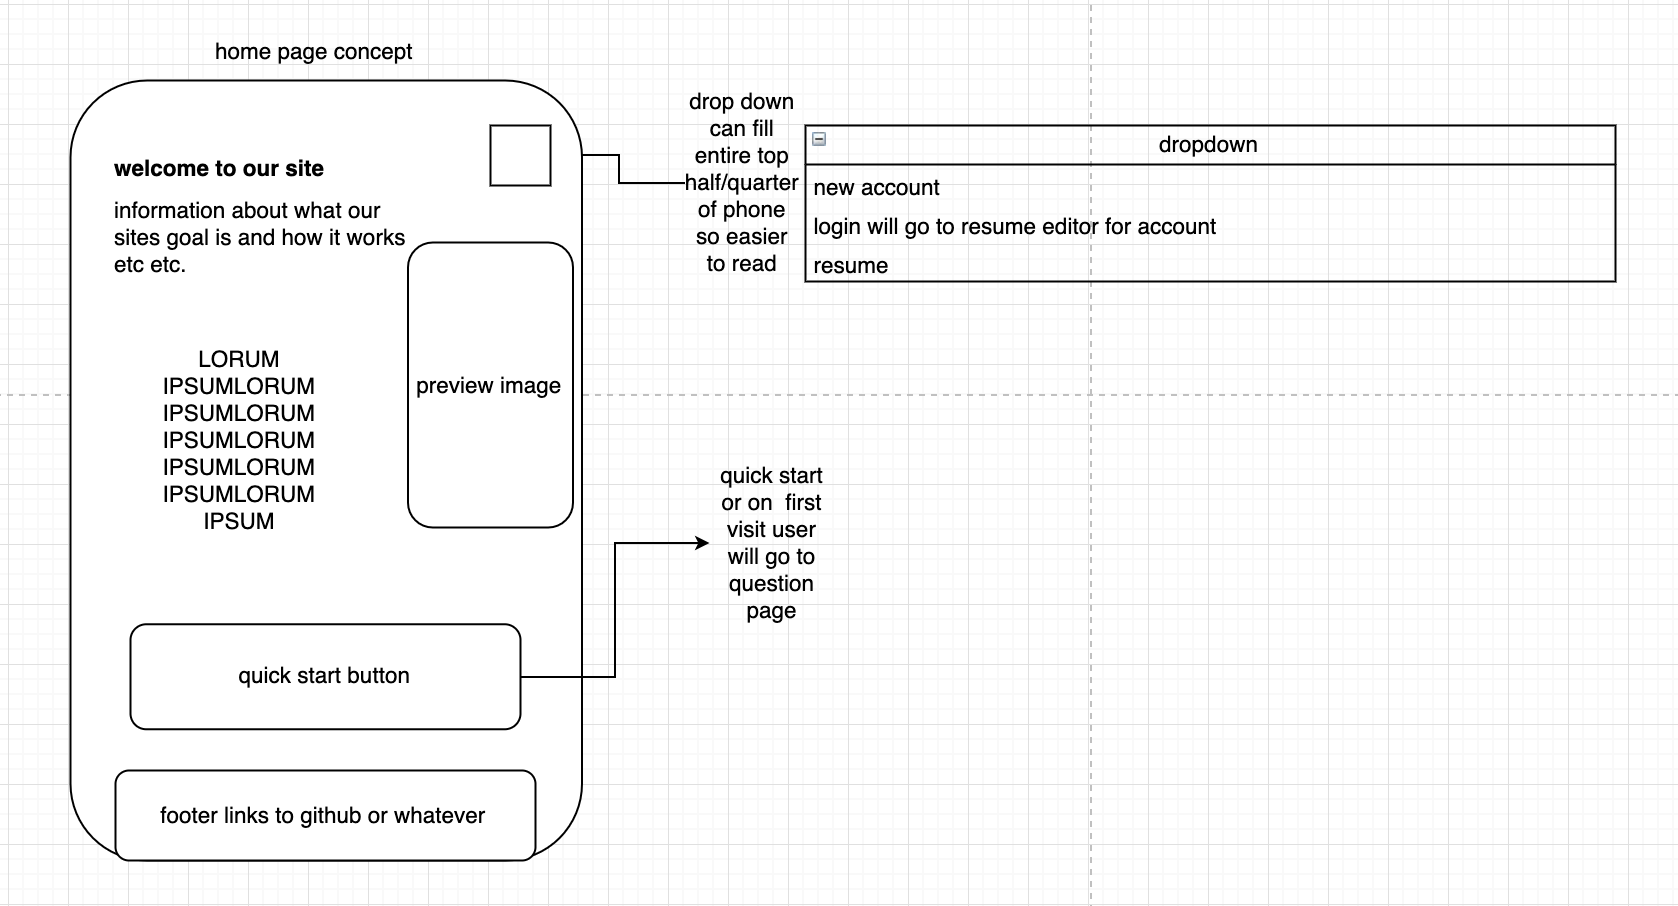 home page concept
welcome to our site
information about what our
sites goal is and how it works
etc etc.
LORUM
IPSUMLORUM
IPSUMLORUM
IPSUMLORUM
IPSUMLORUM
IPSUMLORUM
IPSUM
preview image
quick start button
footer links to github or whatever
drop down
can fill
entire top
half/quarter
of phone
so easier
to read
dropdown
new account
login will go to resume editor for account
resume
quick start
or on  first
visit user
will go to
question
page